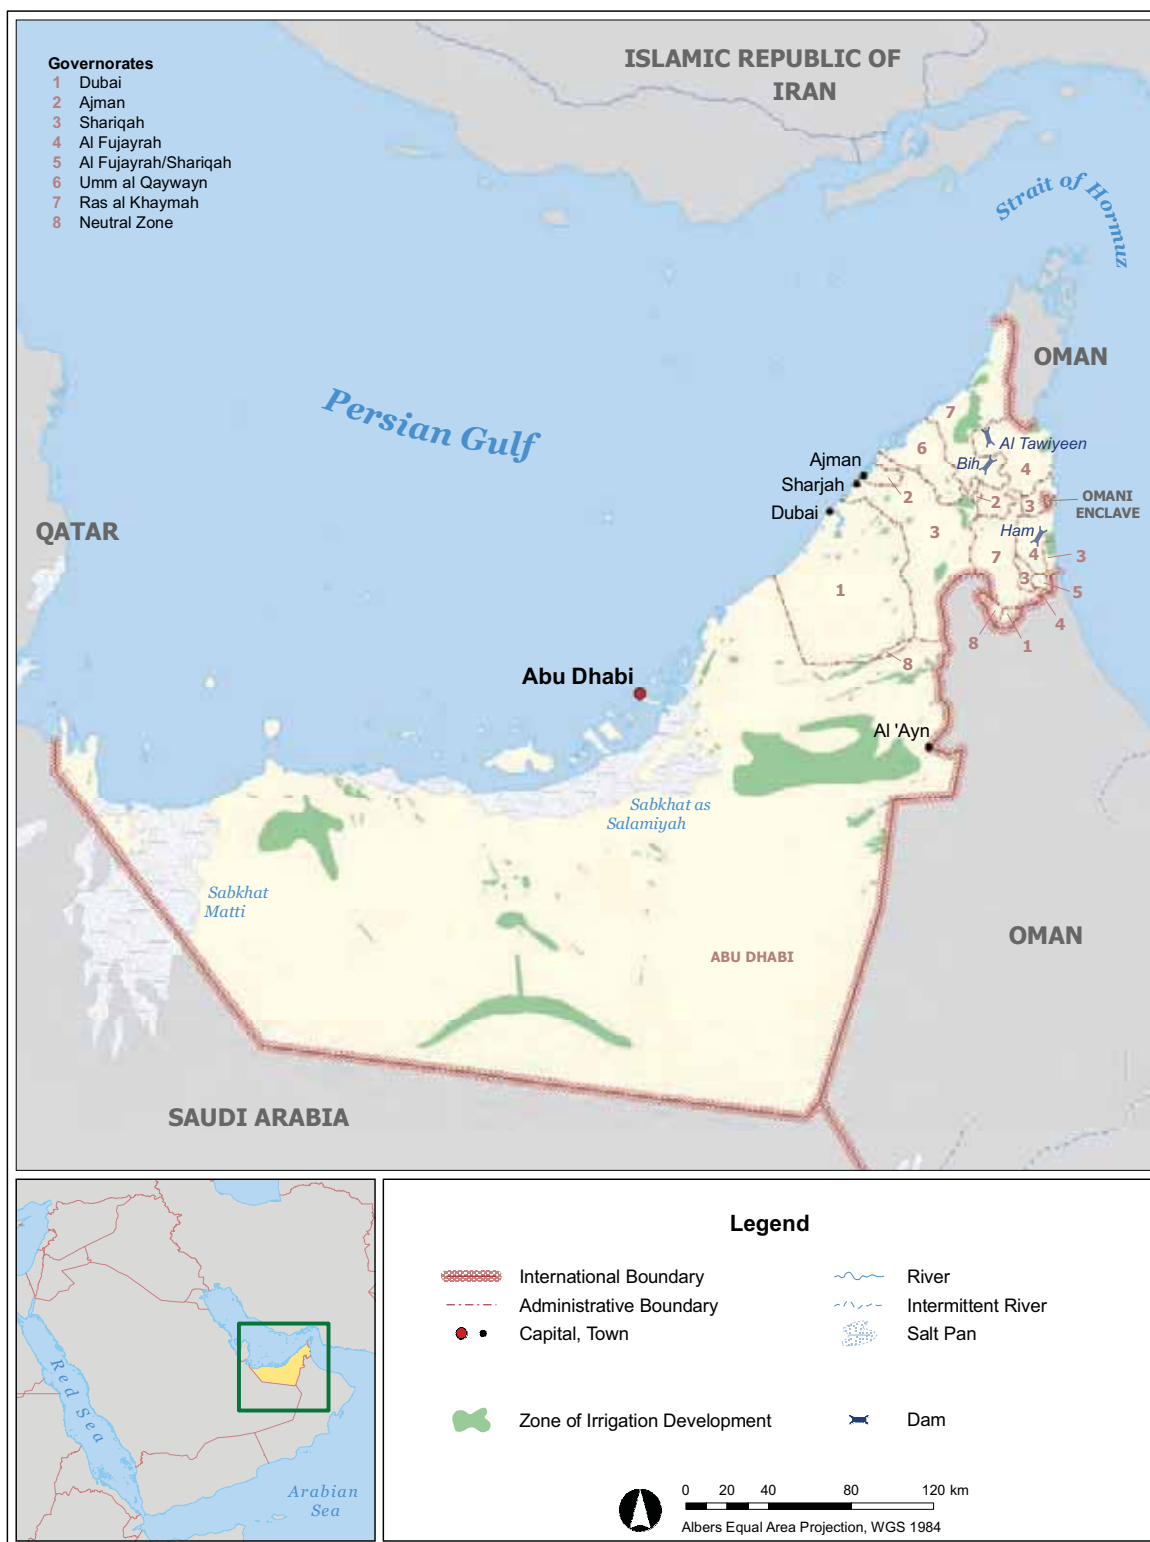 Governorates
1 Dubai
2 Ajman
3 Shariqah
4 Al Fujayrah
5 Al Fujayrah/Shariqah
6 Umm al Qaywayn
7 Ras al Khaymah
8 Neutral Zone
ISLAMIC REPUBLIC OF
IRAN
Strait of Hormuz
OMAN
Persian Gulf
7
Al Tawiyeen
6
Bih
4
Ajman
Sharjah
2
2
3
OMANI
ENCLAVE
Dubai
QATAR
3
Ham
7
4
3
3
5
1
4
8
1
8
Abu Dhabi
Al 'Ayn
Sabkhat as
Salamiyah
Sabkhat
Matti
ABU DHABI
OMAN
SAUDI ARABIA
Red Sea
Arabian
Sea
Legend
International Boundary
River
Administrative Boundary
Intermittent River
Capital, Town
Salt Pan
Zone of Irrigation Development
Dam
0 20 40 80 120 km
Albers Equal Area Projection, WGS 1984